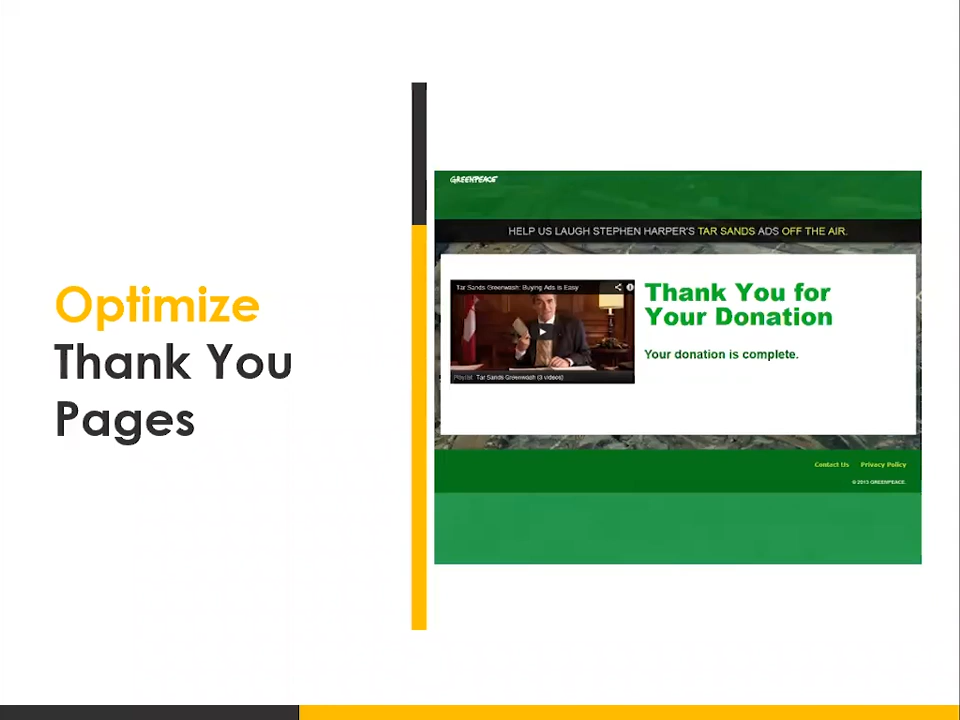 Optimize
Thank You
Pages
GREENPEACE
HELP US LAUGH STEPHEN HARPER'S TAR SANDS ADS OFF THE AIR.
Tar Sands Greenwash: Buying Ads is Easy
Playlist: Tar Sands Greenwash (3 videos)
Thank You for
Your Donation
Your donation is complete.
Contact Us Privacy Policy
© 2013 GREENPEACE.